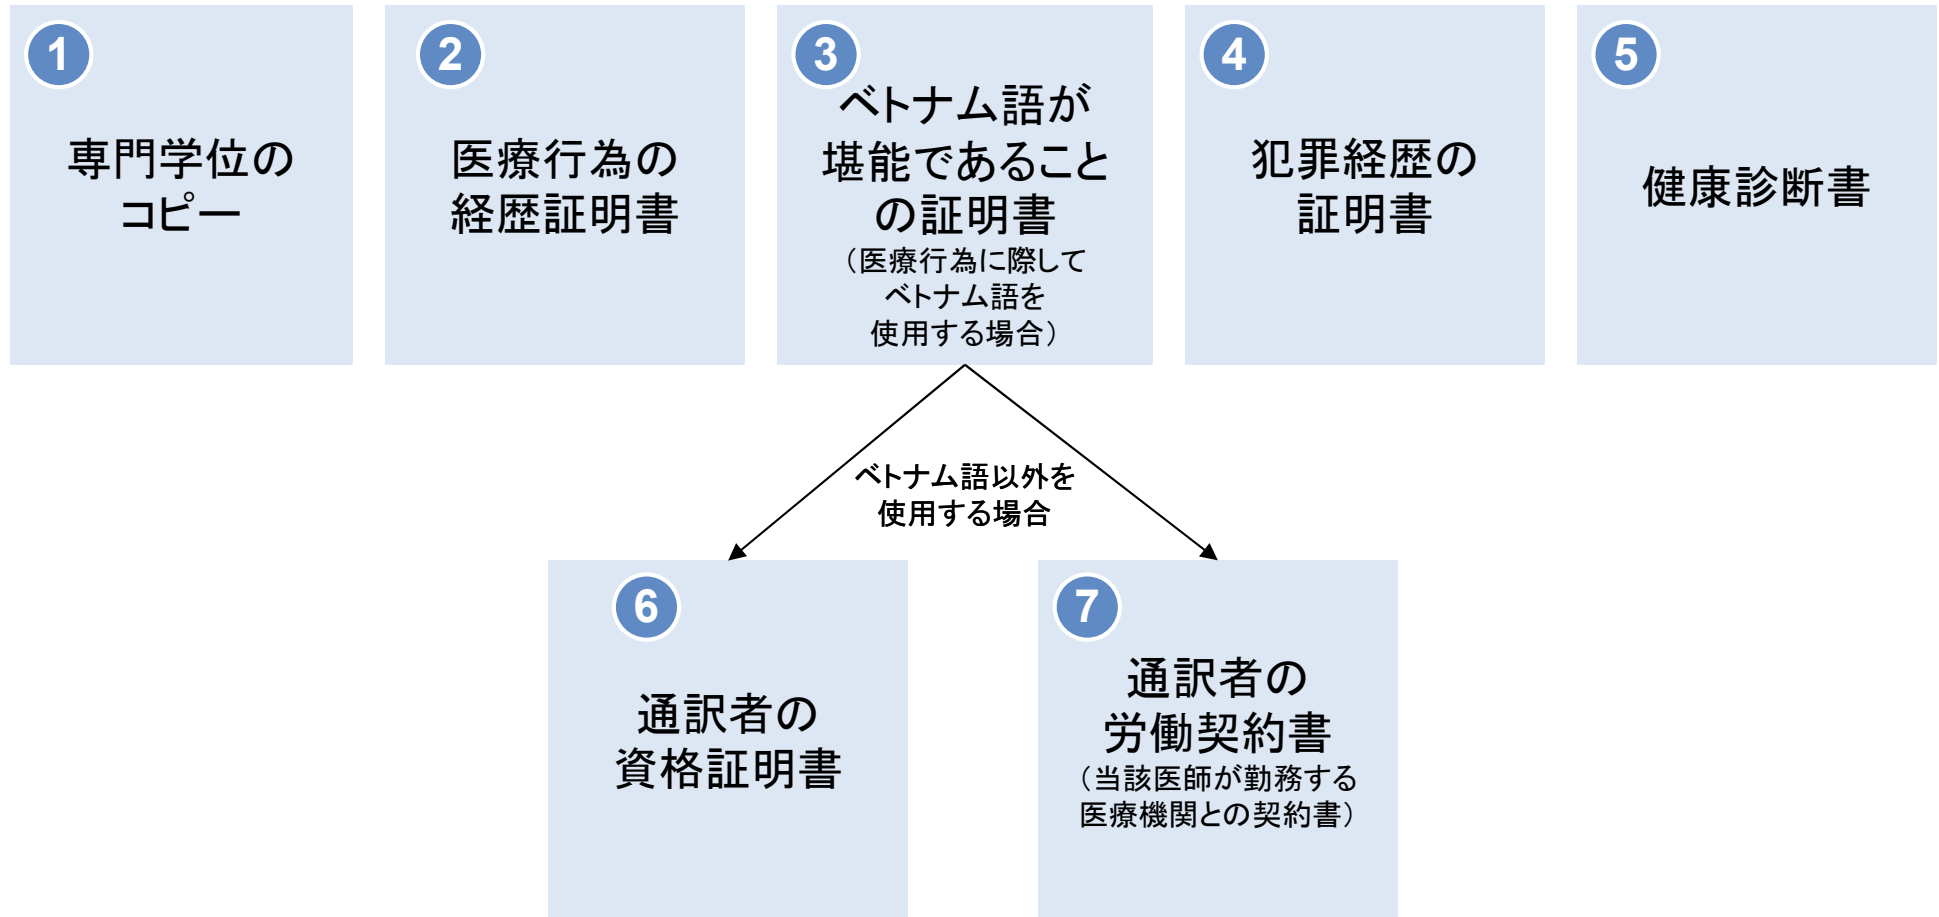 1
専門学位の
コピー
2
医療行為の
経歴証明書
3
ベトナム語が
堪能であること
の証明書
（医療行為に際して
ベトナム語を
使用する場合）
4
犯罪経歴の
証明書
5
健康診断書
ベトナム語以外を
使用する場合
6
通訳者の
資格証明書
7
通訳者の
労働契約書
（当該医師が勤務する
医療機関との契約書）